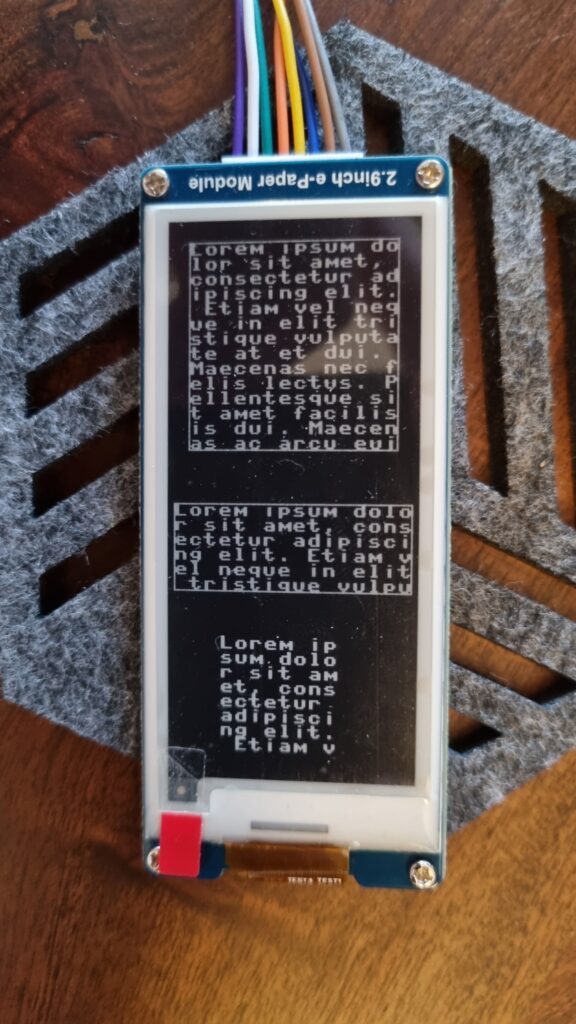 2.9inch e-Paper Module
Lorem ipsum do
lor sit amet,
consectetur ad
ipiscing elit.
Etiam vel neq
ue in elit tri
stique vulputa
te at et dui.
Maecenas nec f
elis lectus. P
ellentesque si
t amet facilis
is dui. Maecen
as ac arcu eui
Lorem ipsum dolo
r sit amet, cons
ectetur adipisci
ng elit. Etiam v
el neque in elit
tristique vulpu
Lorem ip
sum dolo
r sit am
et, cons
ectetur
adipisci
ng elit.
Etiam v